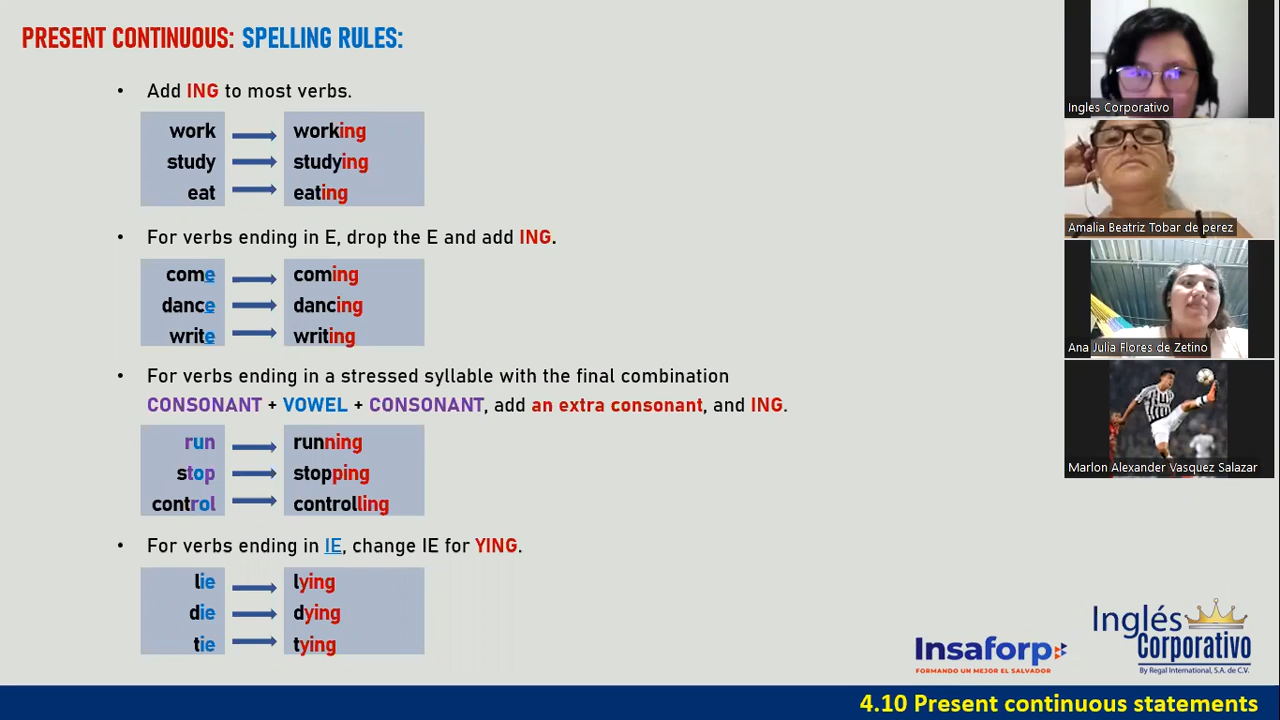 PRESENT CONTINUOUS: SPELLING RULES:
• Add ING to most verbs.
work → working
study → studying
eat → eating
• For verbs ending in E, drop the E and add ING.
come → coming
dance → dancing
write → writing
• For verbs ending in a stressed syllable with the final combination
CONSONANT + VOWEL + CONSONANT, add an extra consonant, and ING.
run → running
stop → stopping
control → controlling
• For verbs ending in IE, change IE for YING.
lie → lying
die → dying
tie → tying
Ingles Corporativo
Amalia Beatriz Tobar de perez
Ana Julia Flores de Zetino
Marlon Alexander Vasquez Salazar
Insaforp
FORMANDO UN MEJOR EL SALVADOR
Inglés
Corporativo
By Regal International, S.A. de C.V.
4.10 Present continuous statements